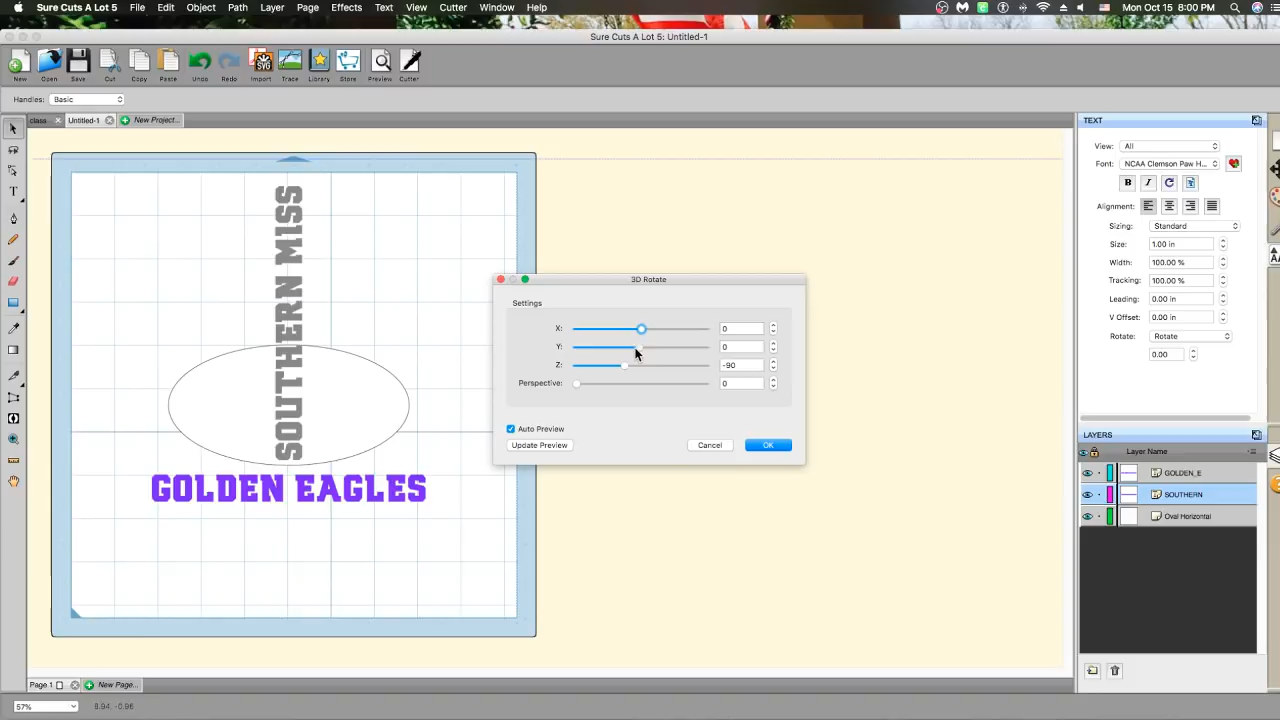 Sure Cuts A Lot 5 File Edit Object Path Layer Page Effects Text View Cutter Window Help Mon Oct 15 8:00 PM
Sure Cuts A Lot 5: Untitled-1
New Open Save Cut Copy Paste Undo Redo Import Trace Library Store Preview Cutter
SVG
Handles: Basic
class Untitled-1 New Project...
TEXT
View: All
Font: NCAA Clemson Paw H...
B I
Alignment:
Sizing: Standard
Size: 1.00 in
Width: 100.00 %
Tracking: 100.00 %
Leading: 0.00 in
V Offset: 0.00 in
Rotate: Rotate
0.00
SOUTHERN MISS
GOLDEN EAGLES
3D Rotate
Settings
X: 0
Y: 0
Z: -90
Perspective: 0
Auto Preview
Update Preview Cancel OK
LAYERS
Layer Name
GOLDEN_E
SOUTHERN
Oval Horizontal
Page 1 New Page...
57% 8.94, -0.96